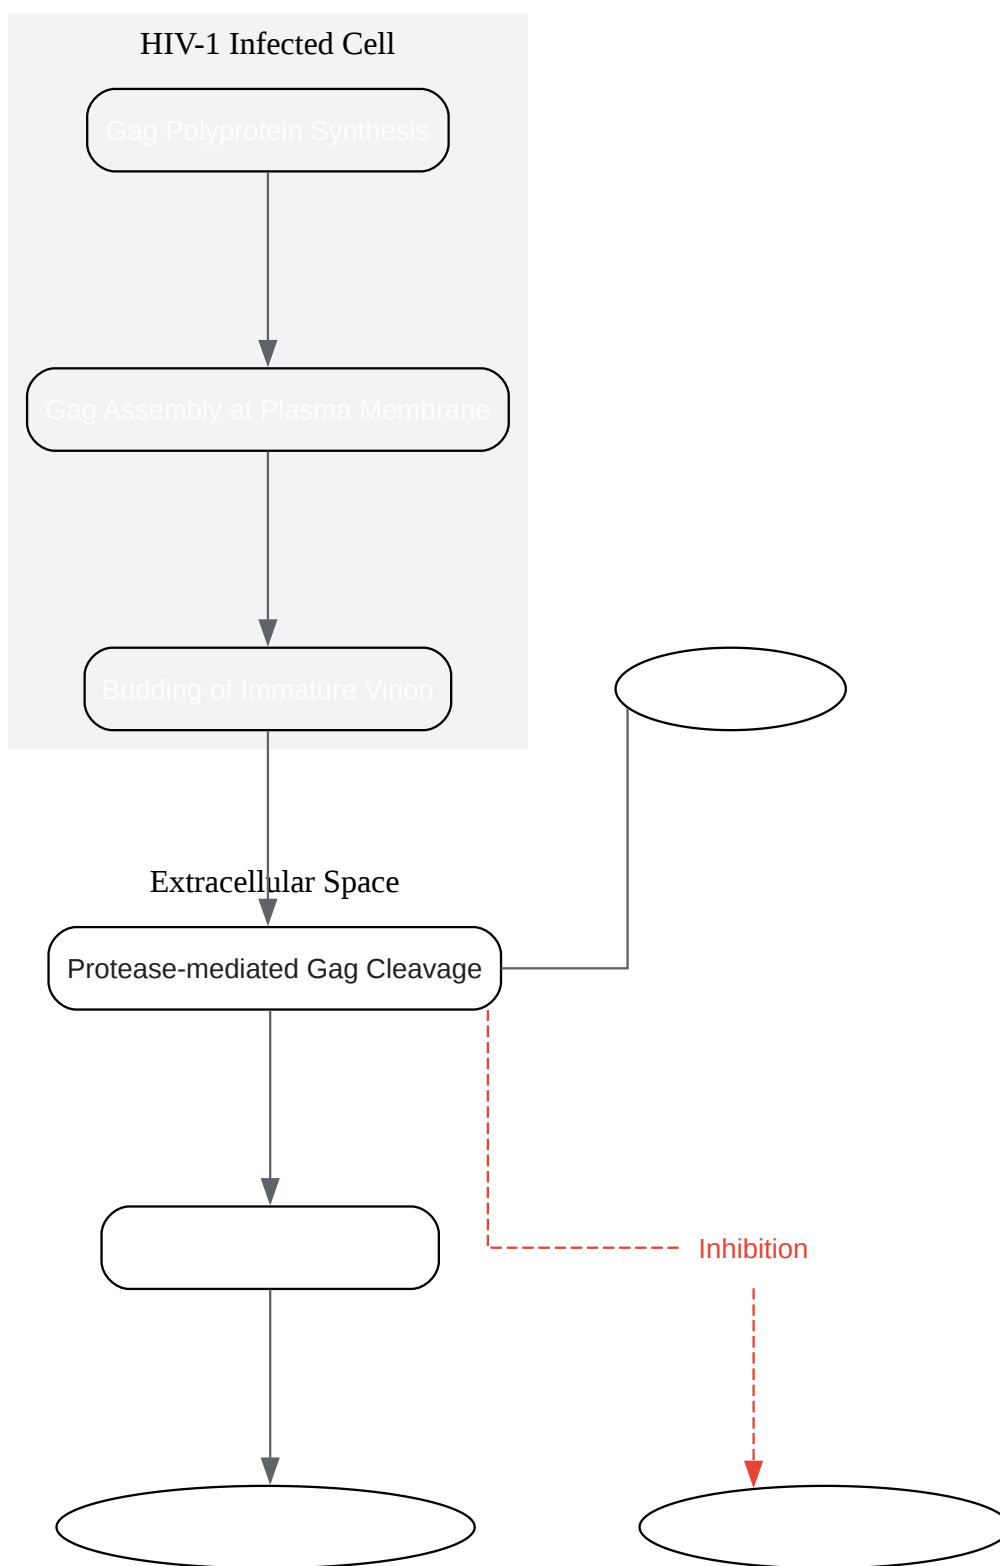 HIV-1 Infected Cell
Gag Polyprotein Synthesis
Gag Assembly at Plasma Membrane
Budding of Immature Virion
Extracellular Space
Protease-mediated Gag Cleavage
Inhibition